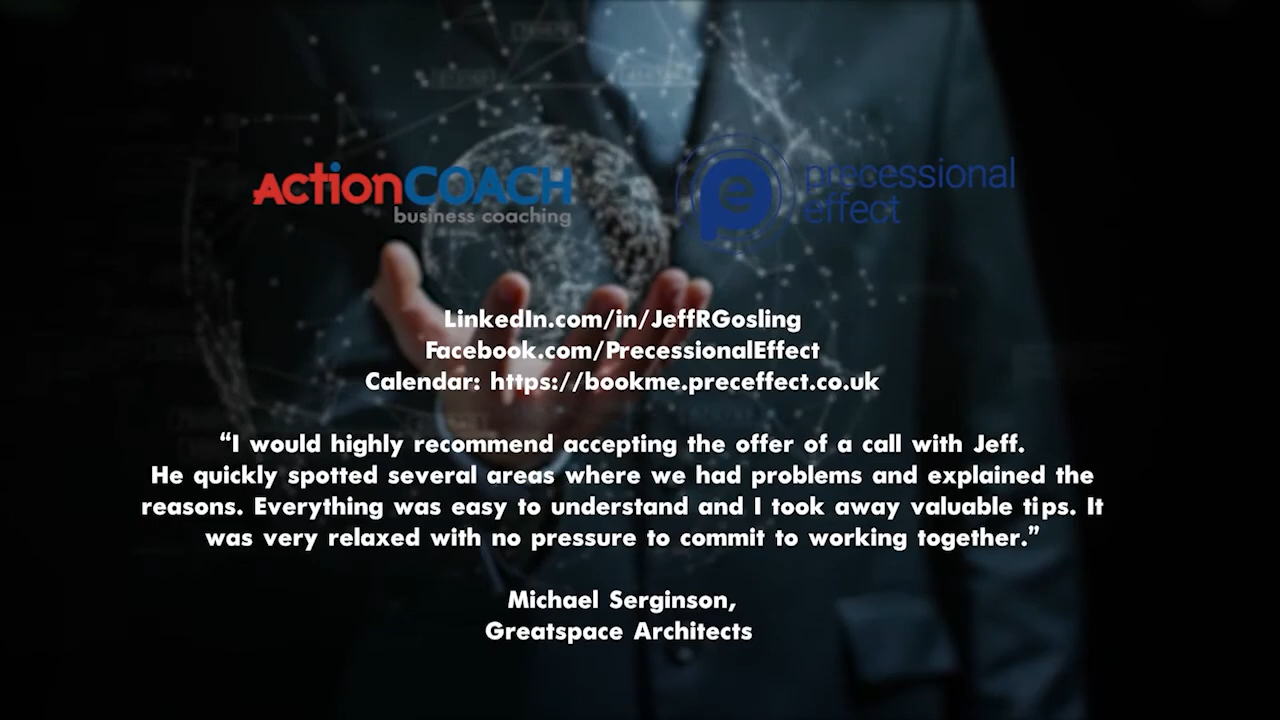 ActionCOACH
business coaching
pe
precessional
effect
LinkedIn.com/in/JeffRGosling
Facebook.com/PrecessionalEffect
Calendar: https://bookme.preceffect.co.uk
“I would highly recommend accepting the offer of a call with Jeff.
He quickly spotted several areas where we had problems and explained the
reasons. Everything was easy to understand and I took away valuable tips. It
was very relaxed with no pressure to commit to working together.”
Michael Serginson,
Greatspace Architects